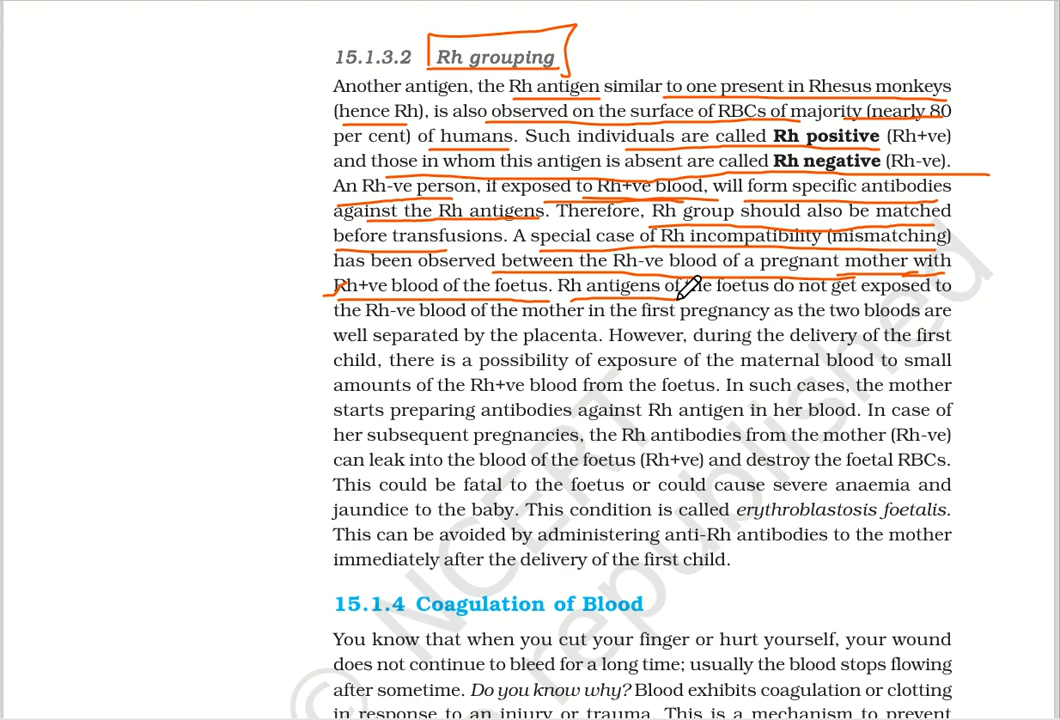 15.1.3.2 Rh grouping
Another antigen, the Rh antigen similar to one present in Rhesus monkeys
(hence Rh), is also observed on the surface of RBCs of majority (nearly 80
per cent) of humans. Such individuals are called Rh positive (Rh+ve)
and those in whom this antigen is absent are called Rh negative (Rh-ve).
An Rh-ve person, if exposed to Rh+ve blood, will form specific antibodies
against the Rh antigens. Therefore, Rh group should also be matched
before transfusions. A special case of Rh incompatibility (mismatching)
has been observed between the Rh-ve blood of a pregnant mother with
Rh+ve blood of the foetus. Rh antigens of the foetus do not get exposed to
the Rh-ve blood of the mother in the first pregnancy as the two bloods are
well separated by the placenta. However, during the delivery of the first
child, there is a possibility of exposure of the maternal blood to small
amounts of the Rh+ve blood from the foetus. In such cases, the mother
starts preparing antibodies against Rh antigen in her blood. In case of
her subsequent pregnancies, the Rh antibodies from the mother (Rh-ve)
can leak into the blood of the foetus (Rh+ve) and destroy the foetal RBCs.
This could be fatal to the foetus or could cause severe anaemia and
jaundice to the baby. This condition is called erythroblastosis foetalis.
This can be avoided by administering anti-Rh antibodies to the mother
immediately after the delivery of the first child.
15.1.4 Coagulation of Blood
You know that when you cut your finger or hurt yourself, your wound
does not continue to bleed for a long time; usually the blood stops flowing
after sometime. Do you know why? Blood exhibits coagulation or clotting
in response to an injury or trauma. This is a mechanism to prevent
© NCERT
republished